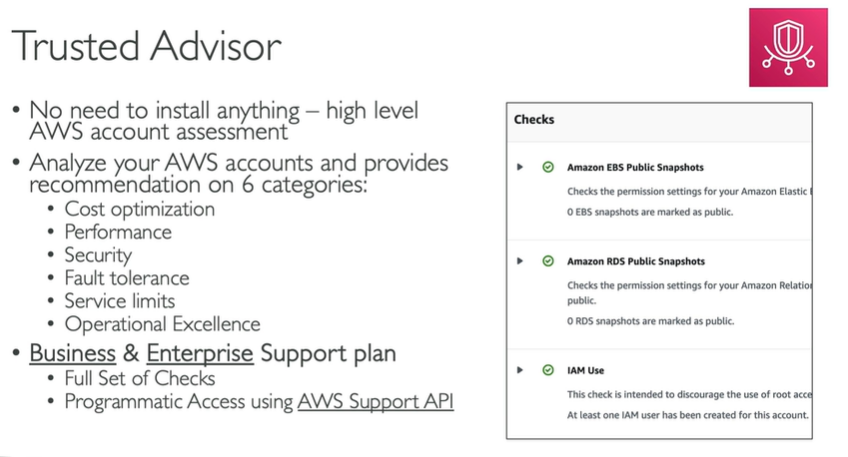 Trusted Advisor
• No need to install anything – high level
AWS account assessment
• Analyze your AWS accounts and provides
recommendation on 6 categories:
• Cost optimization
• Performance
• Security
• Fault tolerance
• Service limits
• Operational Excellence
• Business & Enterprise Support plan
• Full Set of Checks
• Programmatic Access using AWS Support API
Checks
Amazon EBS Public Snapshots
Checks the permission settings for your Amazon Elastic
0 EBS snapshots are marked as public.
Amazon RDS Public Snapshots
Checks the permission settings for your Amazon Relation
public.
0 RDS snapshots are marked as public.
IAM Use
This check is intended to discourage the use of root acce
At least one IAM user has been created for this account.